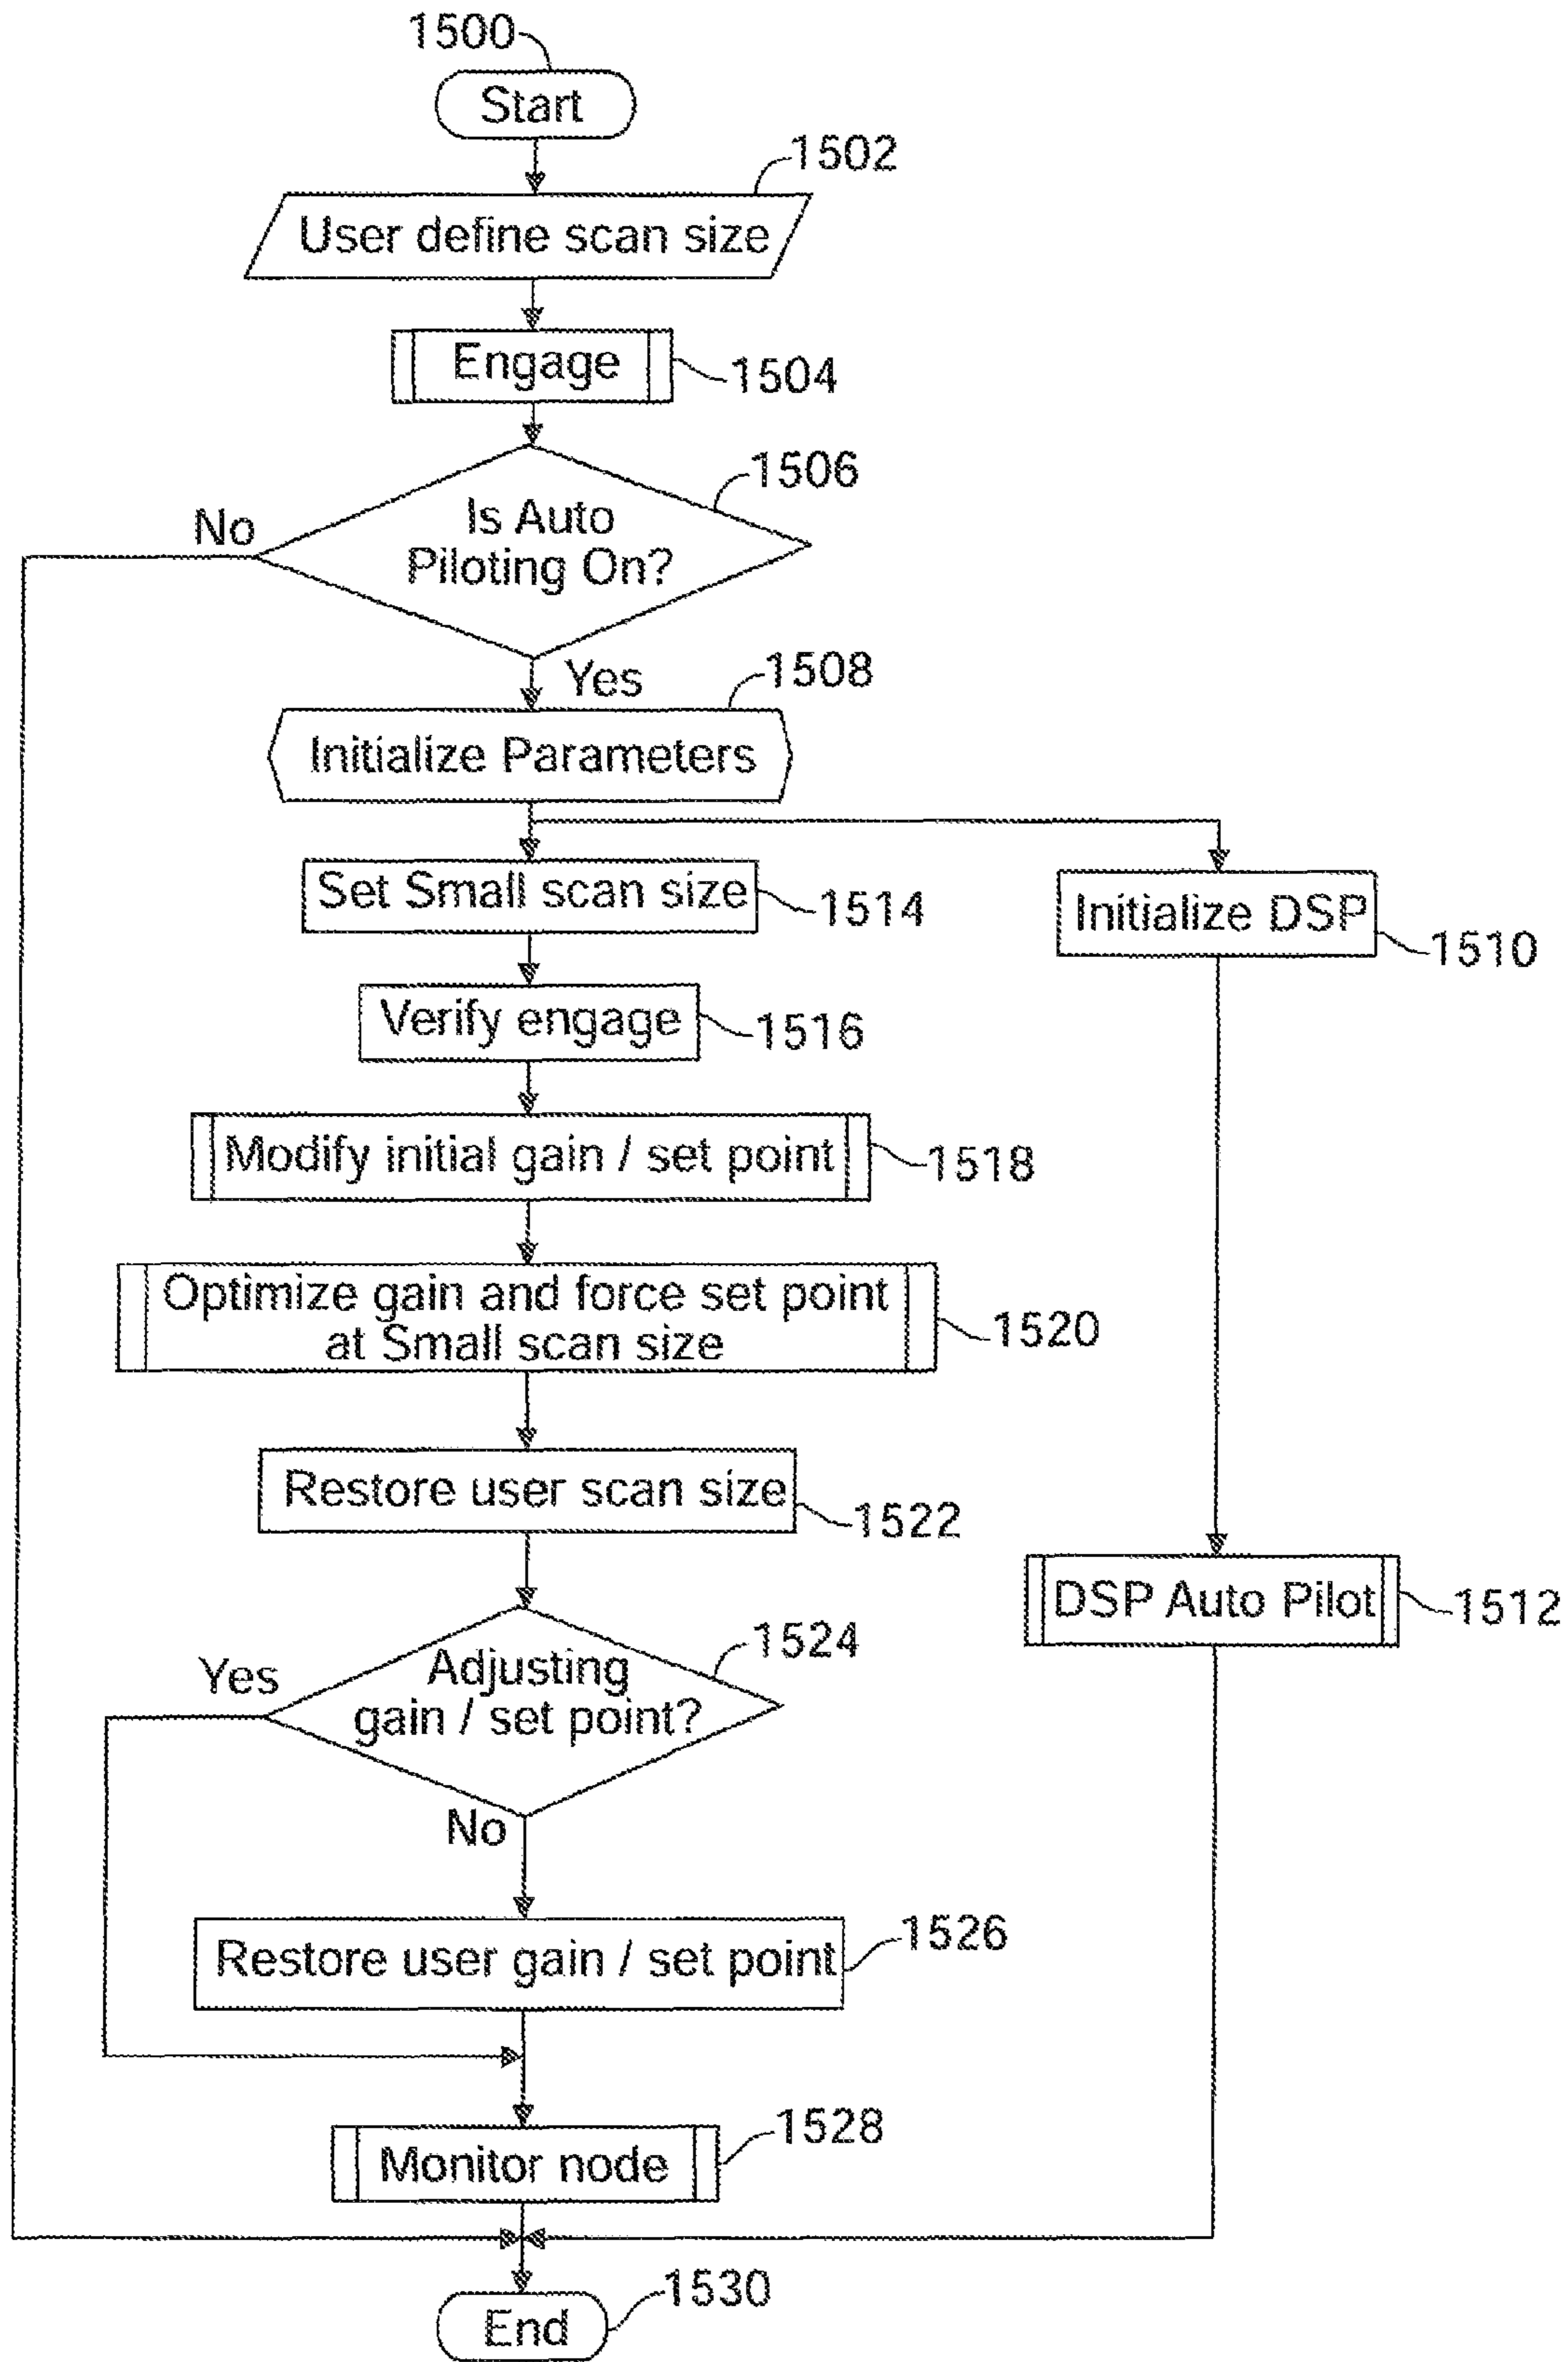 1500
Start
1502
User define scan size
Engage
1504
1506
No
Is Auto
Piloting On?
Yes
1508
Initialize Parameters
Set Small scan size
1514
Initialize DSP
1510
Verify engage
1516
Modify initial gain / set point
1518
Optimize gain and force set point
at Small scan size
1520
Restore user scan size
1522
DSP Auto Pilot
1512
1524
Yes
Adjusting
gain / set point?
No
Restore user gain / set point
1526
Monitor node
1528
1530
End